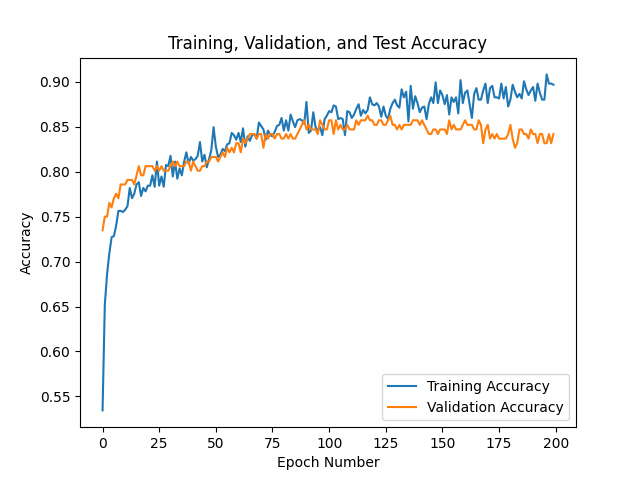 Training, Validation, and Test Accuracy
0.90
0.85
0.80
0.75
0.70
0.65
0.60
0.55
Accuracy
Training Accuracy
Validation Accuracy
0 25 50 75 100 125 150 175 200
Epoch Number